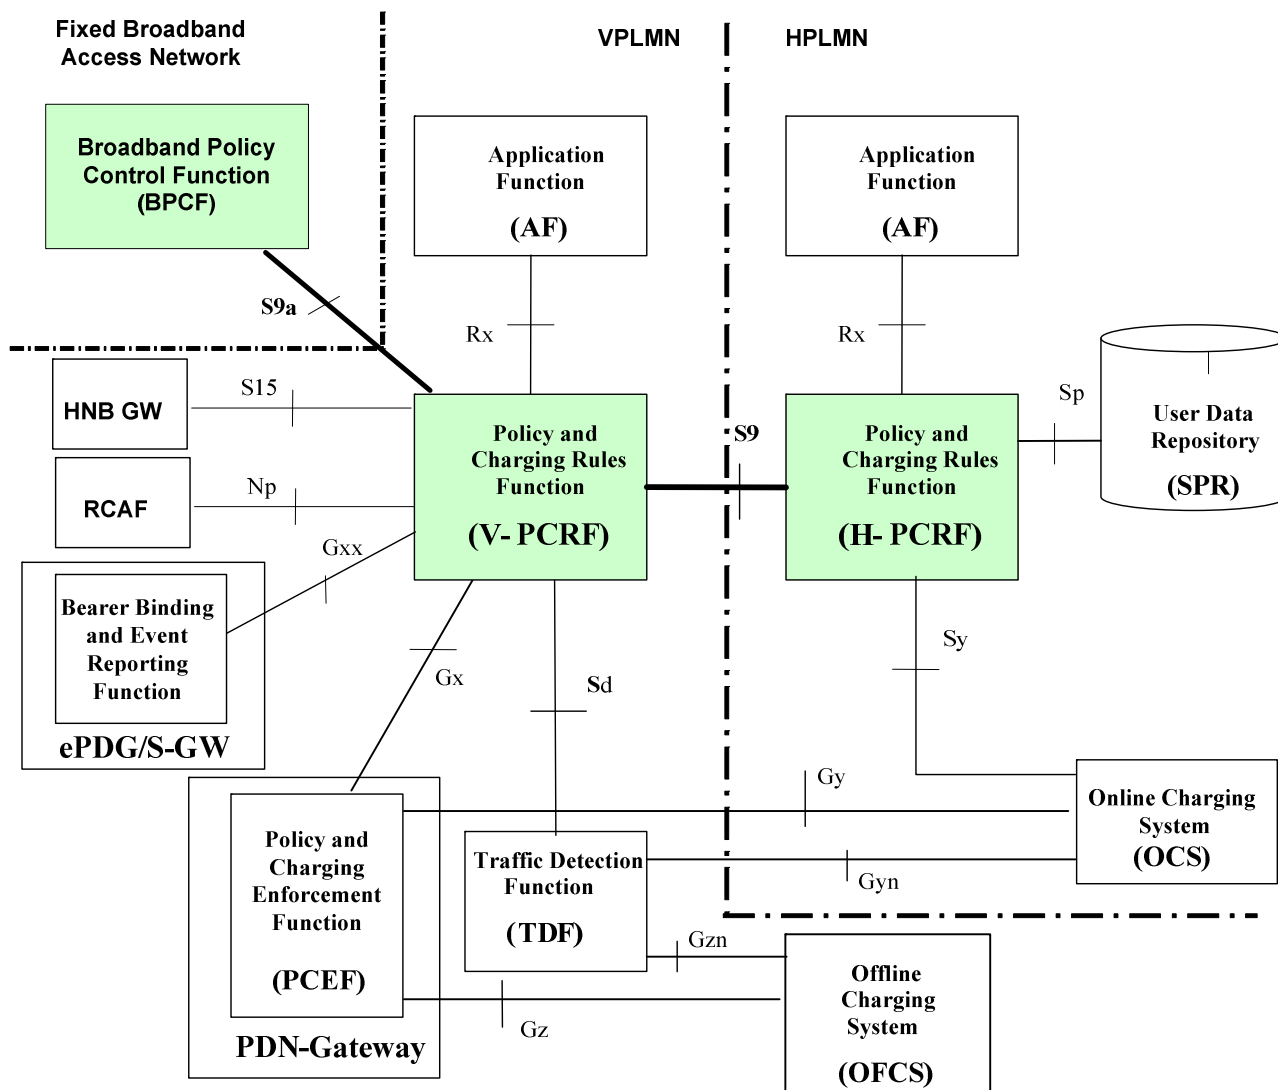 Fixed Broadband
Access Network
VPLMN
HPLMN
Broadband Policy
Control Function
(BPCF)
Application
Function
(AF)
Application
Function
(AF)
S9a
Rx
Rx
HNB GW
S15
RCAF
Np
Gxx
Policy and
Charging Rules
Function
(V- PCRF)
S9
Policy and
Charging Rules
Function
(H- PCRF)
Sp
User Data
Repository
(SPR)
Bearer Binding
and Event
Reporting
Function
ePDG/S-GW
Gx
Sd
Sy
Gy
Gyn
Policy and
Charging
Enforcement
Function
(PCEF)
PDN-Gateway
Traffic Detection
Function
(TDF)
Online Charging
System
(OCS)
Gzn
Gz
Offline
Charging
System
(OFCS)